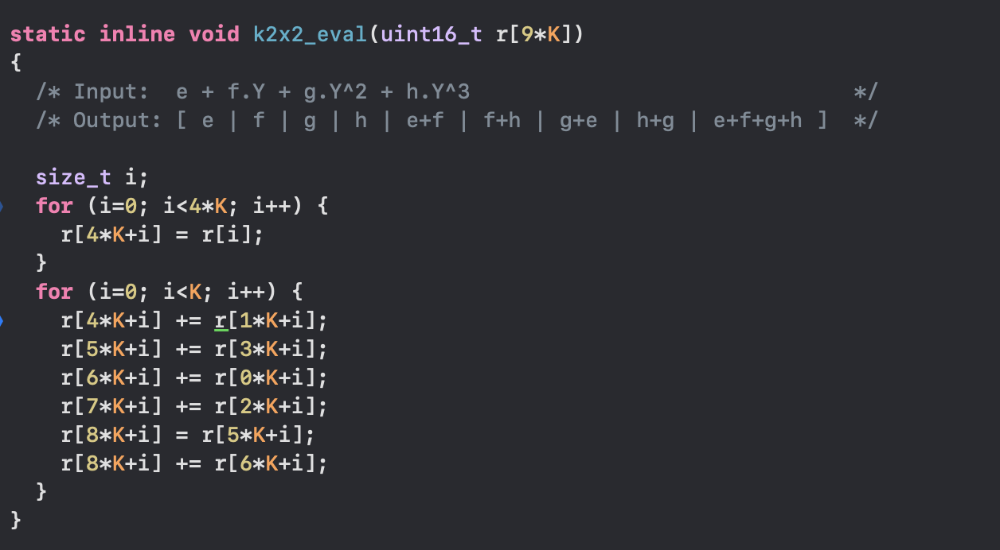 static inline void k2x2_eval(uint16_t r[9*K])
{
  /* Input:  e + f.Y + g.Y^2 + h.Y^3                              */
  /* Output: [ e | f | g | h | e+f | f+h | g+e | h+g | e+f+g+h ]  */

  size_t i;
  for (i=0; i<4*K; i++) {
    r[4*K+i] = r[i];
  }
  for (i=0; i<K; i++) {
    r[4*K+i] += r[1*K+i];
    r[5*K+i] += r[3*K+i];
    r[6*K+i] += r[0*K+i];
    r[7*K+i] += r[2*K+i];
    r[8*K+i] = r[5*K+i];
    r[8*K+i] += r[6*K+i];
  }
}